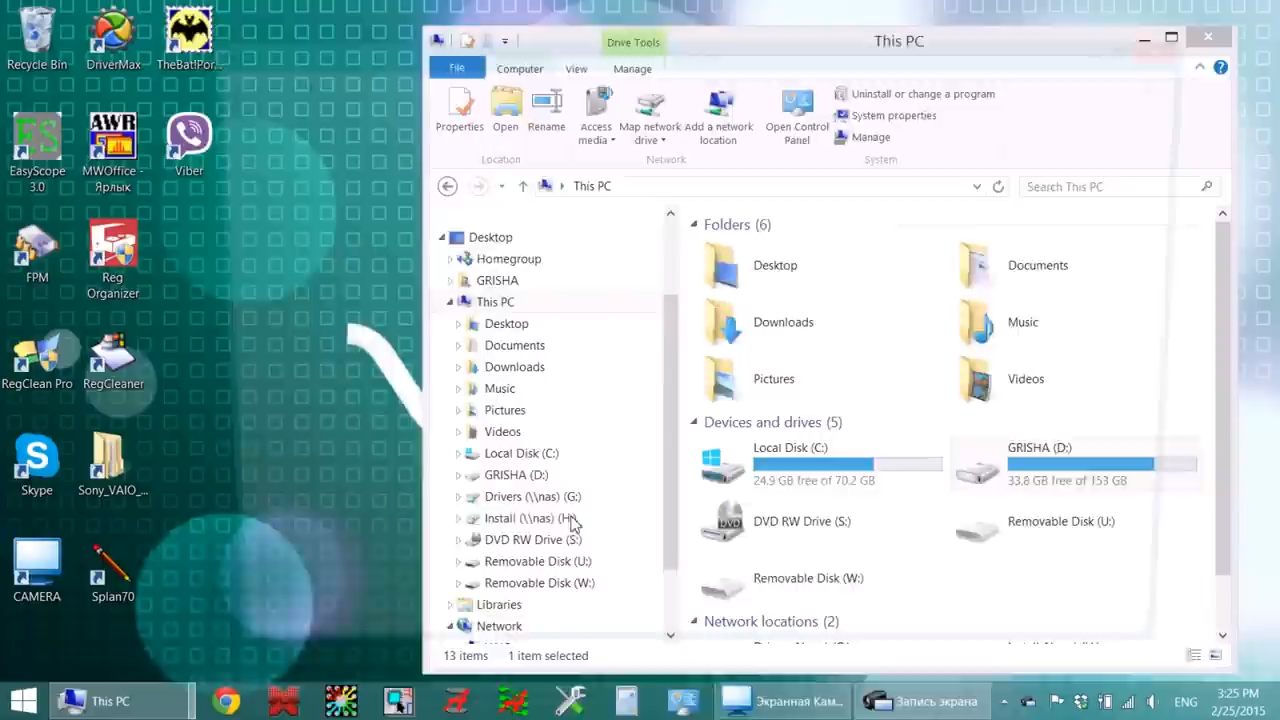 Recycle Bin
DriverMax
TheBat!Por...
EasyScope
3.0
MWOffice -
Ярлык
Viber
FPM
Reg
Organizer
RegClean Pro
RegCleaner
Skype
Sony_VAIO_...
CAMERA
Splan70
Drive Tools
This PC
File
Computer
View
Manage
Properties
Open
Rename
Access
media
Map network
drive
Add a network
location
Open Control
Panel
Uninstall or change a program
System properties
Manage
Location
Network
System
This PC
Search This PC
Desktop
Homegroup
GRISHA
This PC
Desktop
Documents
Downloads
Music
Pictures
Videos
Local Disk (C:)
GRISHA (D:)
Drivers (\\nas) (G:)
Install (\\nas) (H:)
DVD RW Drive (S:)
Removable Disk (U:)
Removable Disk (W:)
Libraries
Network
Folders (6)
Desktop
Documents
Downloads
Music
Pictures
Videos
Devices and drives (5)
Local Disk (C:)
24.9 GB free of 70.2 GB
GRISHA (D:)
33.8 GB free of 153 GB
DVD RW Drive (S:)
Removable Disk (U:)
Removable Disk (W:)
Network locations (2)
13 items
1 item selected
This PC
Экранная Кам...
Запись экрана
ENG
3:25 PM
2/25/2015